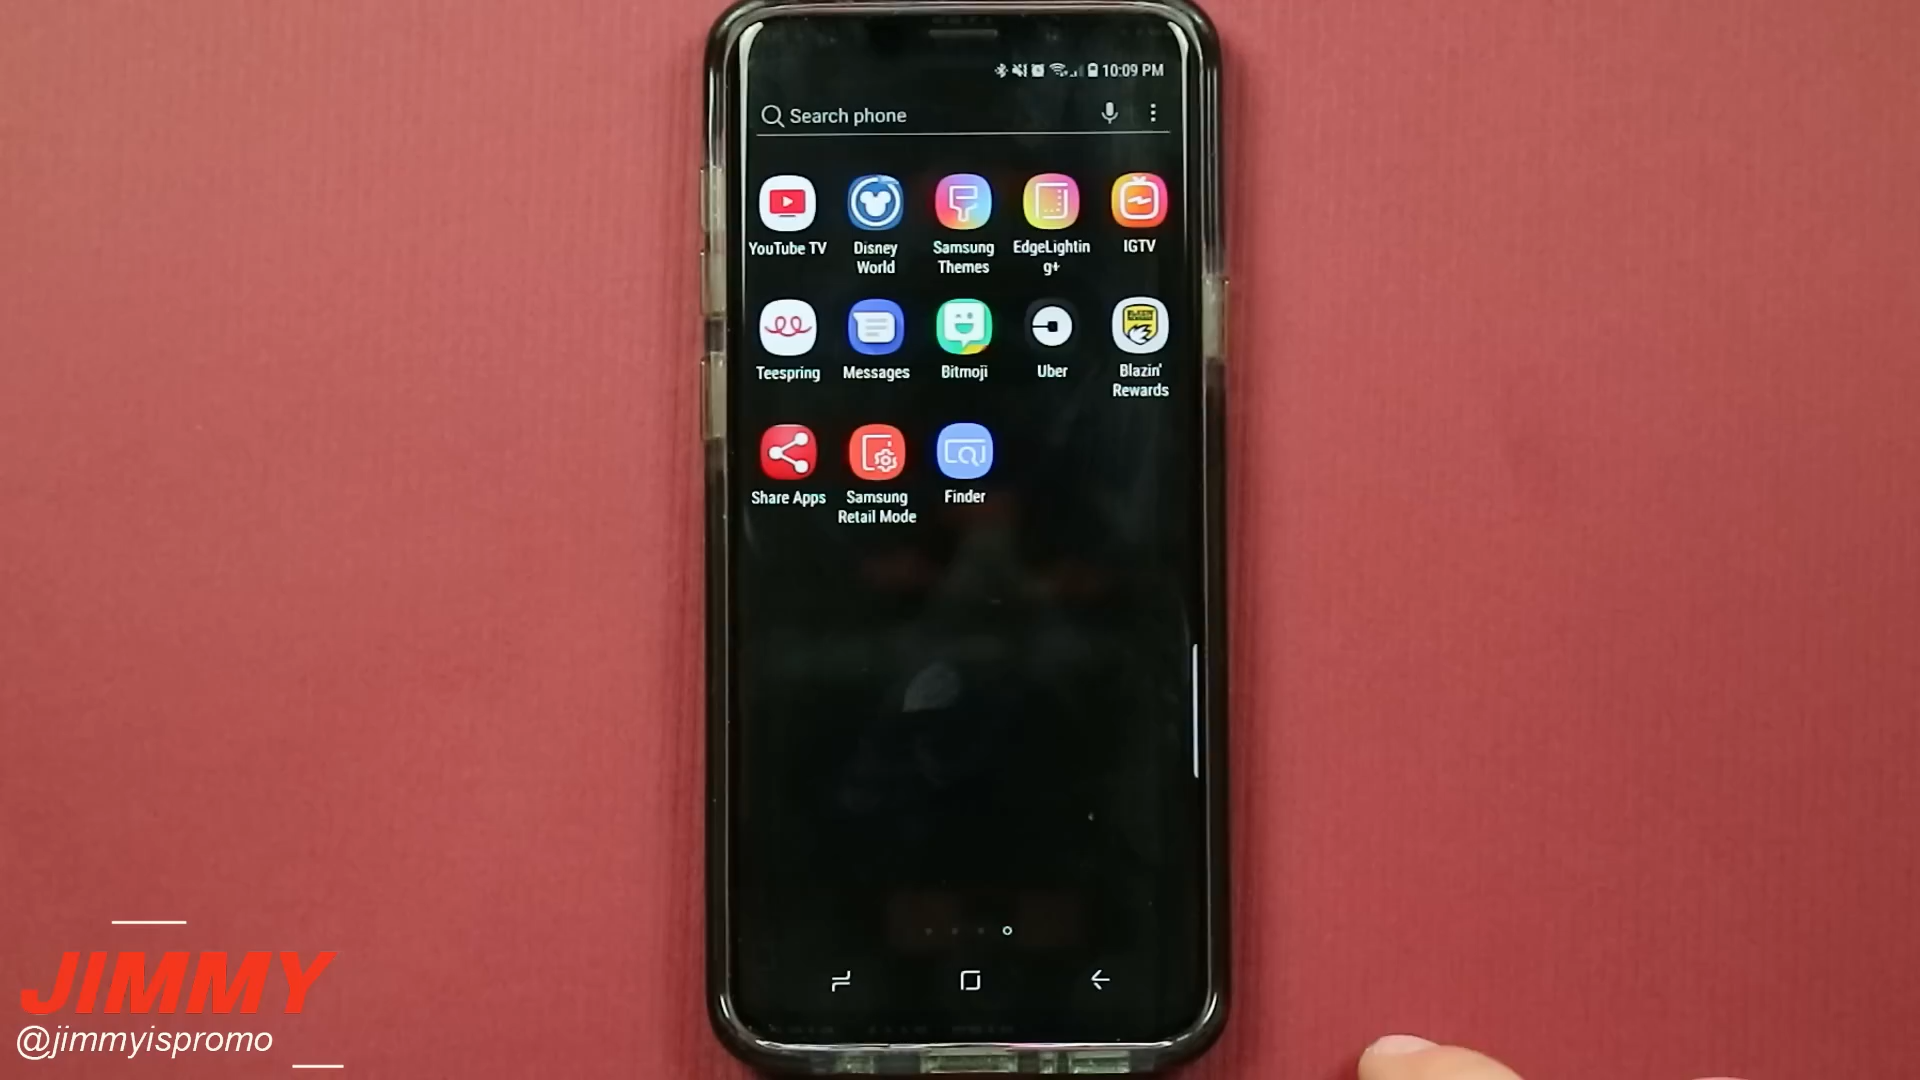 10:09 PM
Search phone
YouTube TV
Disney
World
Samsung
Themes
EdgeLightin
g+
IGTV
Teespring
Messages
Bitmoji
Uber
Blazin'
Rewards
Share Apps
Samsung
Retail Mode
Finder
JIMMY
@jimmyispromo